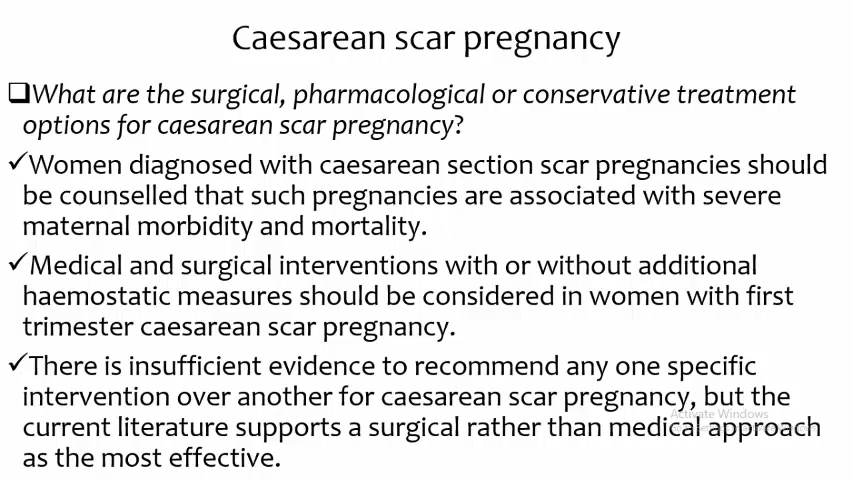 Caesarean scar pregnancy
❑What are the surgical, pharmacological or conservative treatment
options for caesarean scar pregnancy?
✓Women diagnosed with caesarean section scar pregnancies should
be counselled that such pregnancies are associated with severe
maternal morbidity and mortality.
✓Medical and surgical interventions with or without additional
haemostatic measures should be considered in women with first
trimester caesarean scar pregnancy.
✓There is insufficient evidence to recommend any one specific
intervention over another for caesarean scar pregnancy, but the
Activate Windows
current literature supports a surgical rather than medical approach
as the most effective.